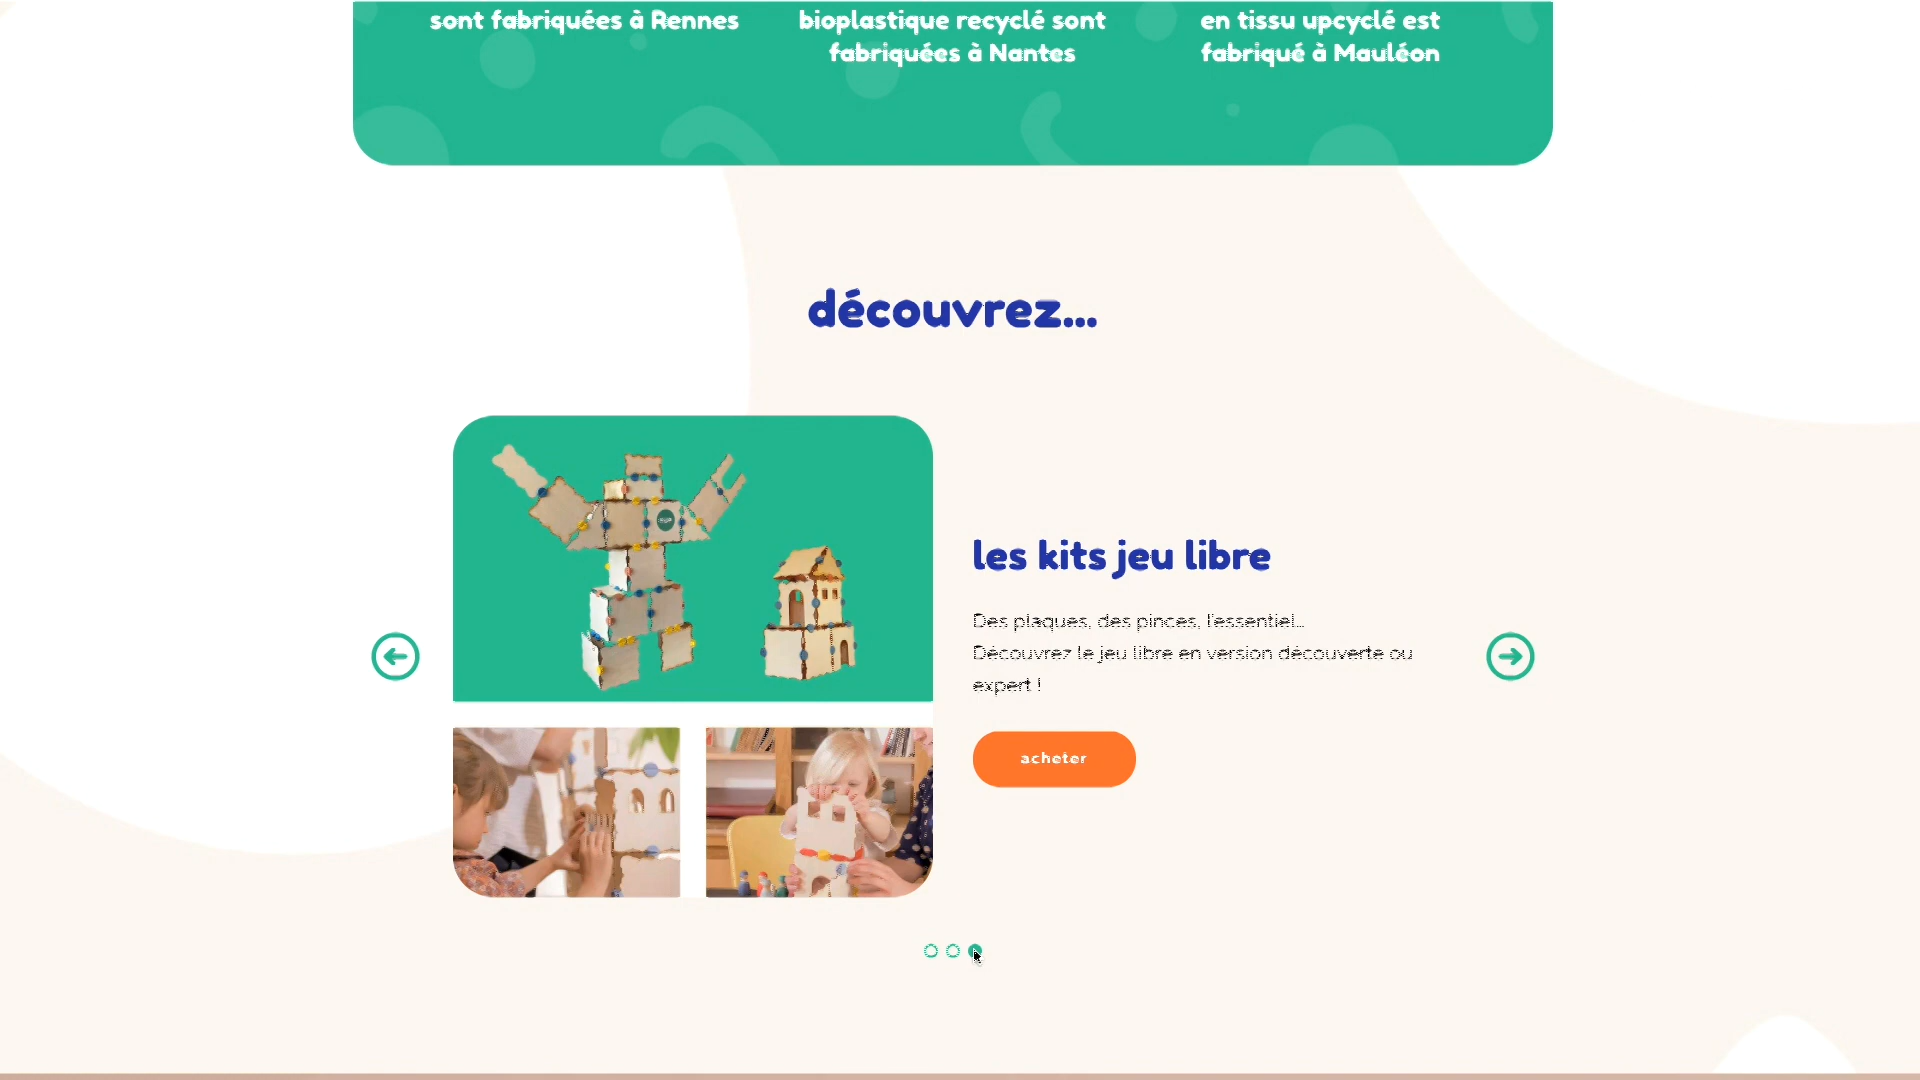 sont fabriquées à Rennes
bioplastique recyclé sont
fabriquées à Nantes
en tissu upcyclé est
fabriqué à Mauléon
découvrez...
les kits jeu libre
Des plaques, des pinces, l'essentiel...
Découvrez le jeu libre en version découverte ou
expert !
acheter